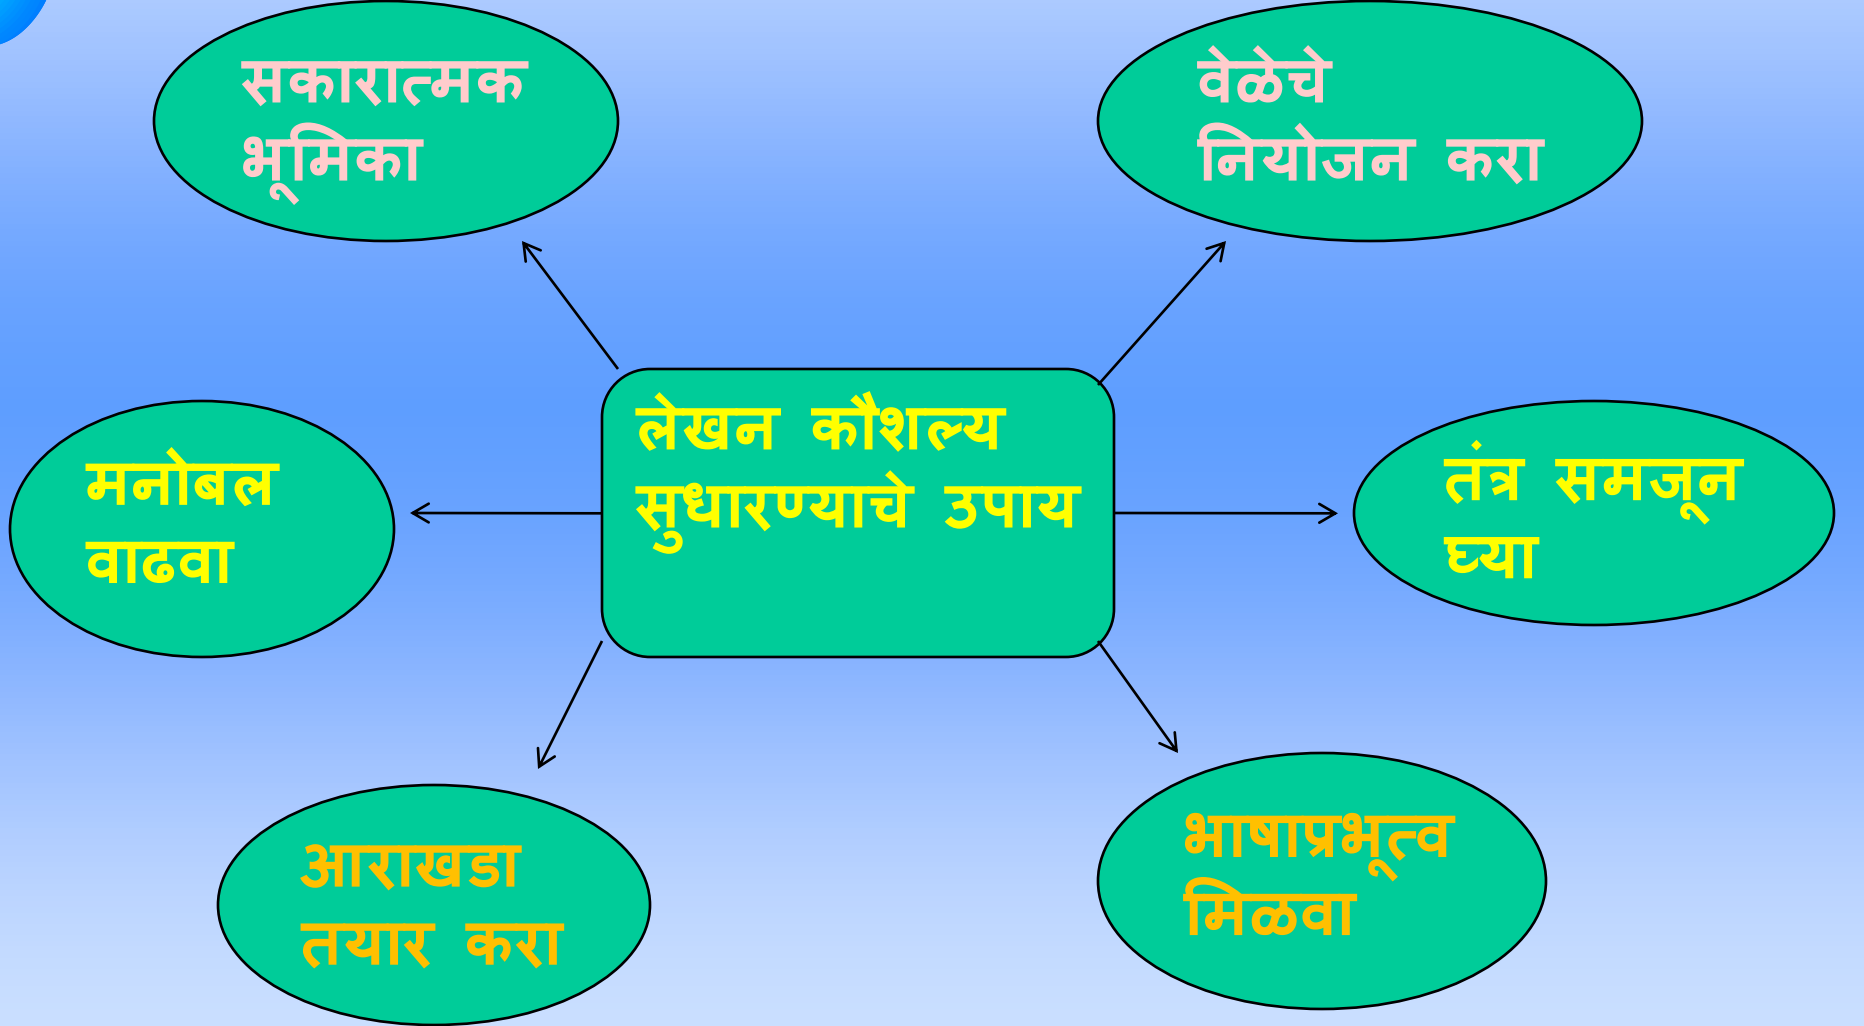 सकारात्मक
भूमिका
वेळेचे
नियोजन करा
लेखन कौशल्य
सुधारण्याचे उपाय
मनोबल
वाढवा
तंत्र समजून
घ्या
आराखडा
तयार करा
भाषाप्रभूत्व
मिळवा